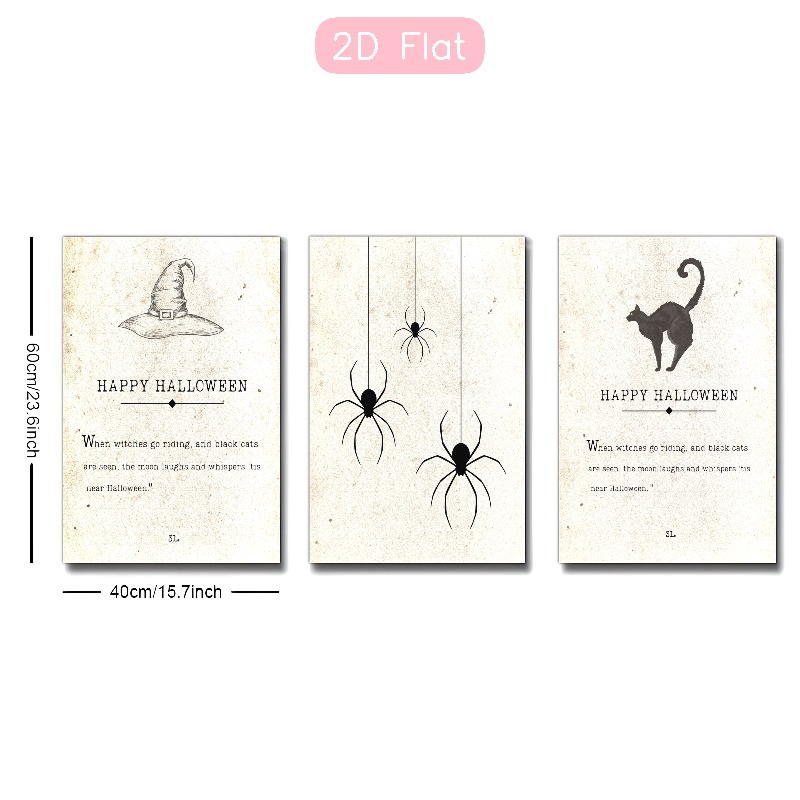 2D Flat
60cm/23.6inch
HAPPY HALLOWEEN
"When witches go riding, and black cats
are seen, the moon laughs and whispers 'tis
near Halloween."
31.
HAPPY HALLOWEEN
"When witches go riding, and black cats
are seen, the moon laughs and whispers 'tis
near Halloween."
31.
40cm/15.7inch